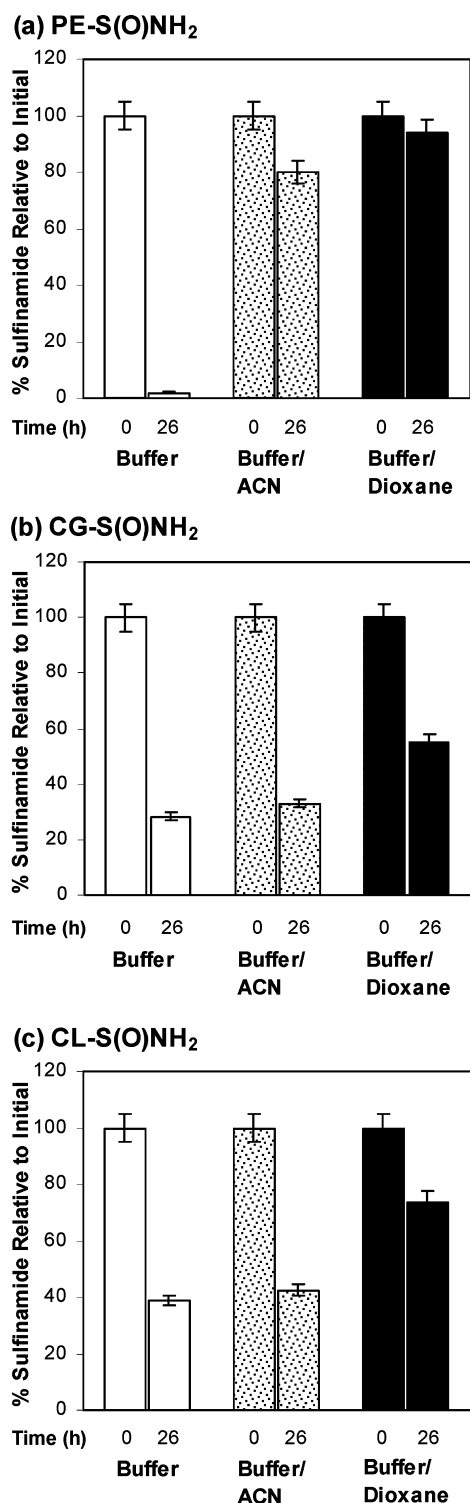 (a) PE-S(O)NH₂
% Sulfinamide Relative to Initial
120
100
80
60
40
20
0
Time (h) 0 26 0 26 0 26
Buffer Buffer/ Buffer/
ACN Dioxane
(b) CG-S(O)NH₂
% Sulfinamide Relative to Initial
120
100
80
60
40
20
0
Time (h) 0 26 0 26 0 26
Buffer Buffer/ Buffer/
ACN Dioxane
(c) CL-S(O)NH₂
% Sulfinamide Relative to Initial
120
100
80
60
40
20
0
Time (h) 0 26 0 26 0 26
Buffer Buffer/ Buffer/
ACN Dioxane